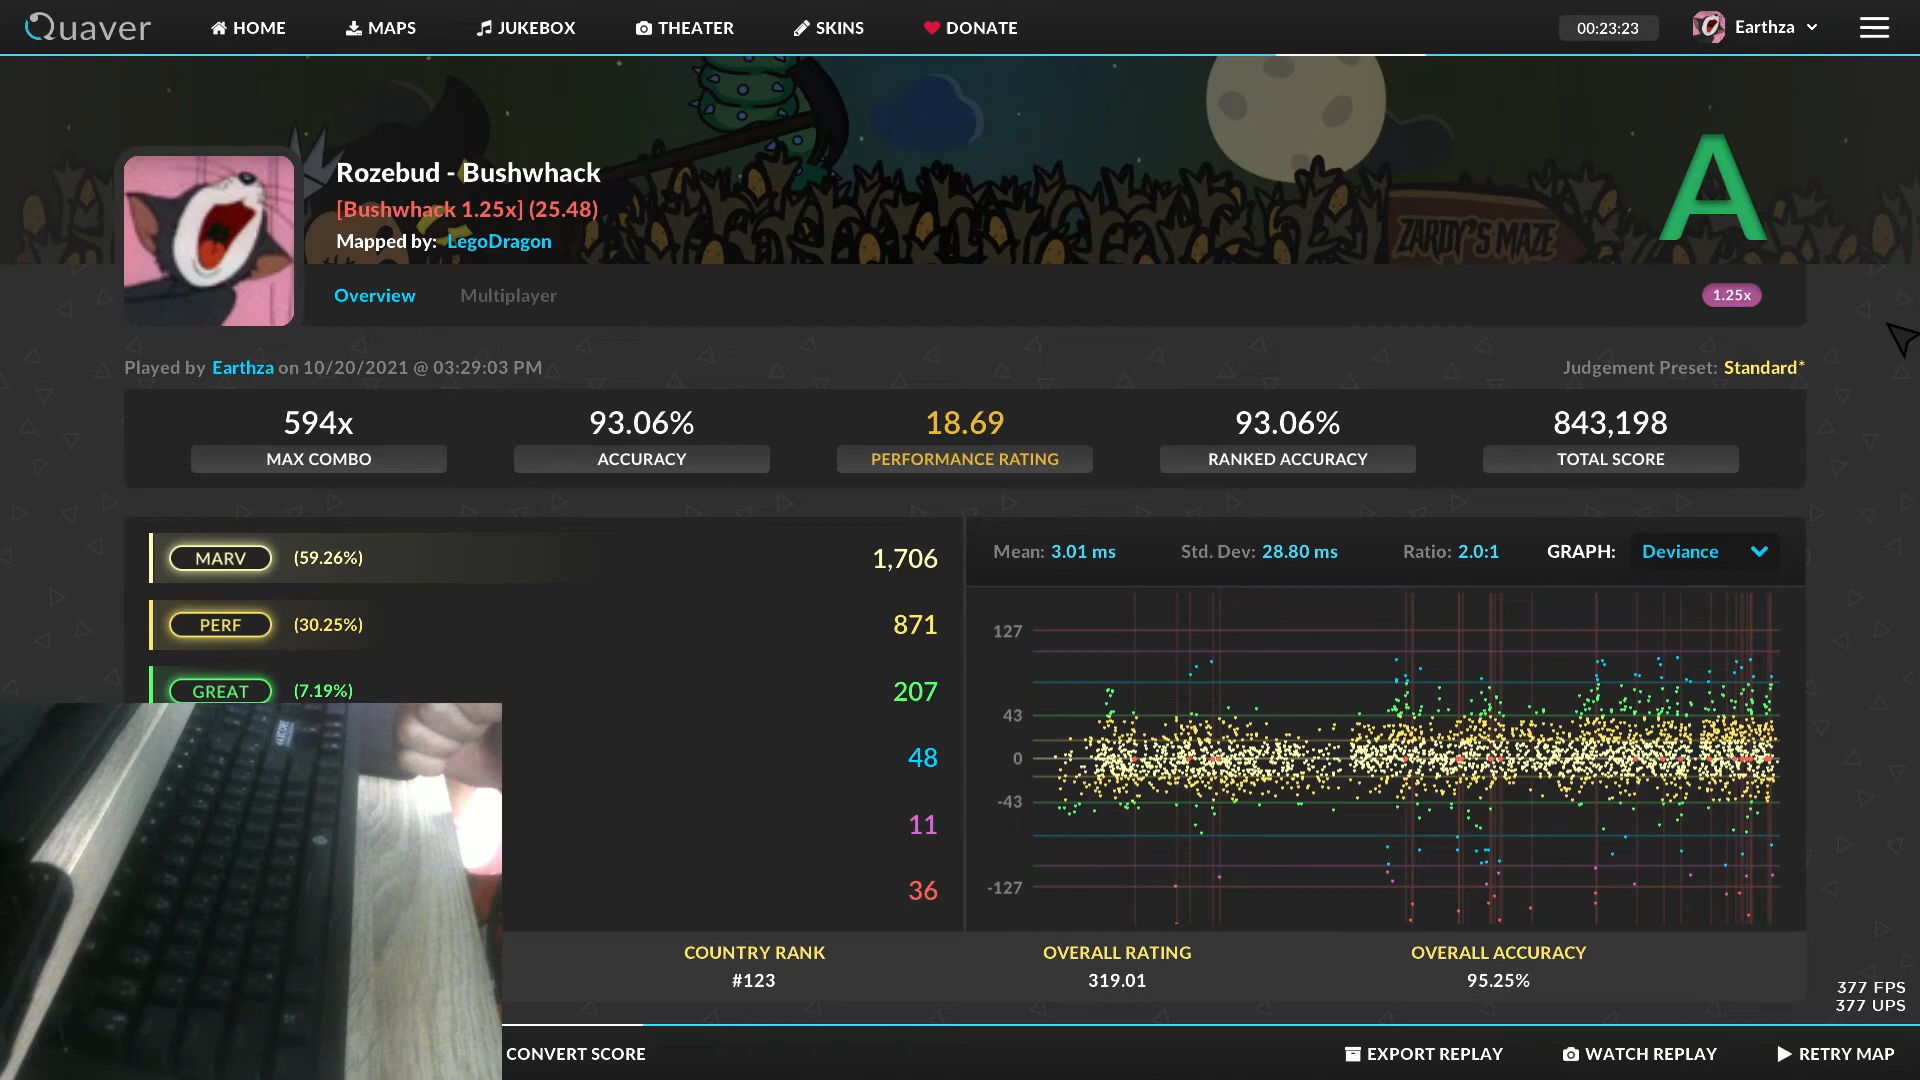 Quaver
HOME
MAPS
JUKEBOX
THEATER
SKINS
DONATE
00:23:23
Earthza
Rozebud - Bushwhack
[Bushwhack 1.25x] (25.48)
Mapped by: LegoDragon
ZARDY'S MAZE
A
Overview
Multiplayer
1.25x
Played by Earthza on 10/20/2021 @ 03:29:03 PM
Judgement Preset: Standard*
594x
MAX COMBO
93.06%
ACCURACY
18.69
PERFORMANCE RATING
93.06%
RANKED ACCURACY
843,198
TOTAL SCORE
MARV (59.26%) 1,706
PERF (30.25%) 871
GREAT (7.19%) 207
48
11
36
Mean: 3.01 ms
Std. Dev: 28.80 ms
Ratio: 2.0:1
GRAPH: Deviance
127
43
0
-43
-127
COUNTRY RANK
#123
OVERALL RATING
319.01
OVERALL ACCURACY
95.25%
377 FPS
377 UPS
CONVERT SCORE
EXPORT REPLAY
WATCH REPLAY
RETRY MAP